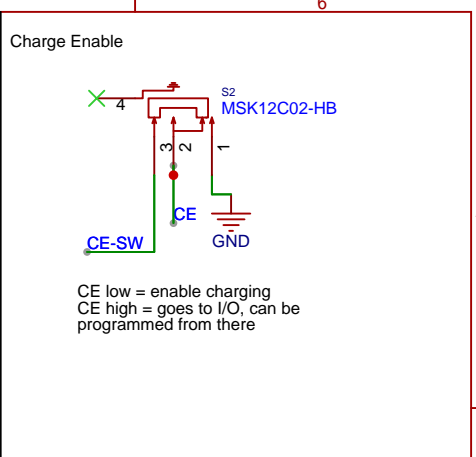 6
Charge Enable
S2
MSK12C02-HB
4
3
2
1
CE
CE-SW
GND
CE low = enable charging
CE high = goes to I/O, can be
programmed from there